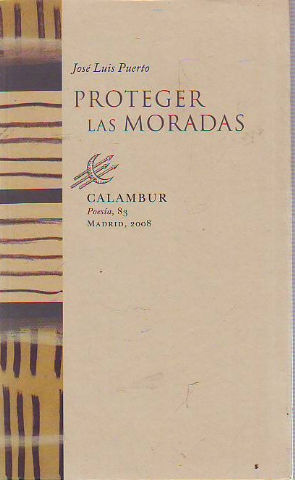 José Luis Puerto
PROTEGER
LAS MORADAS
CALAMBUR
Poesía, 83
MADRID, 2008